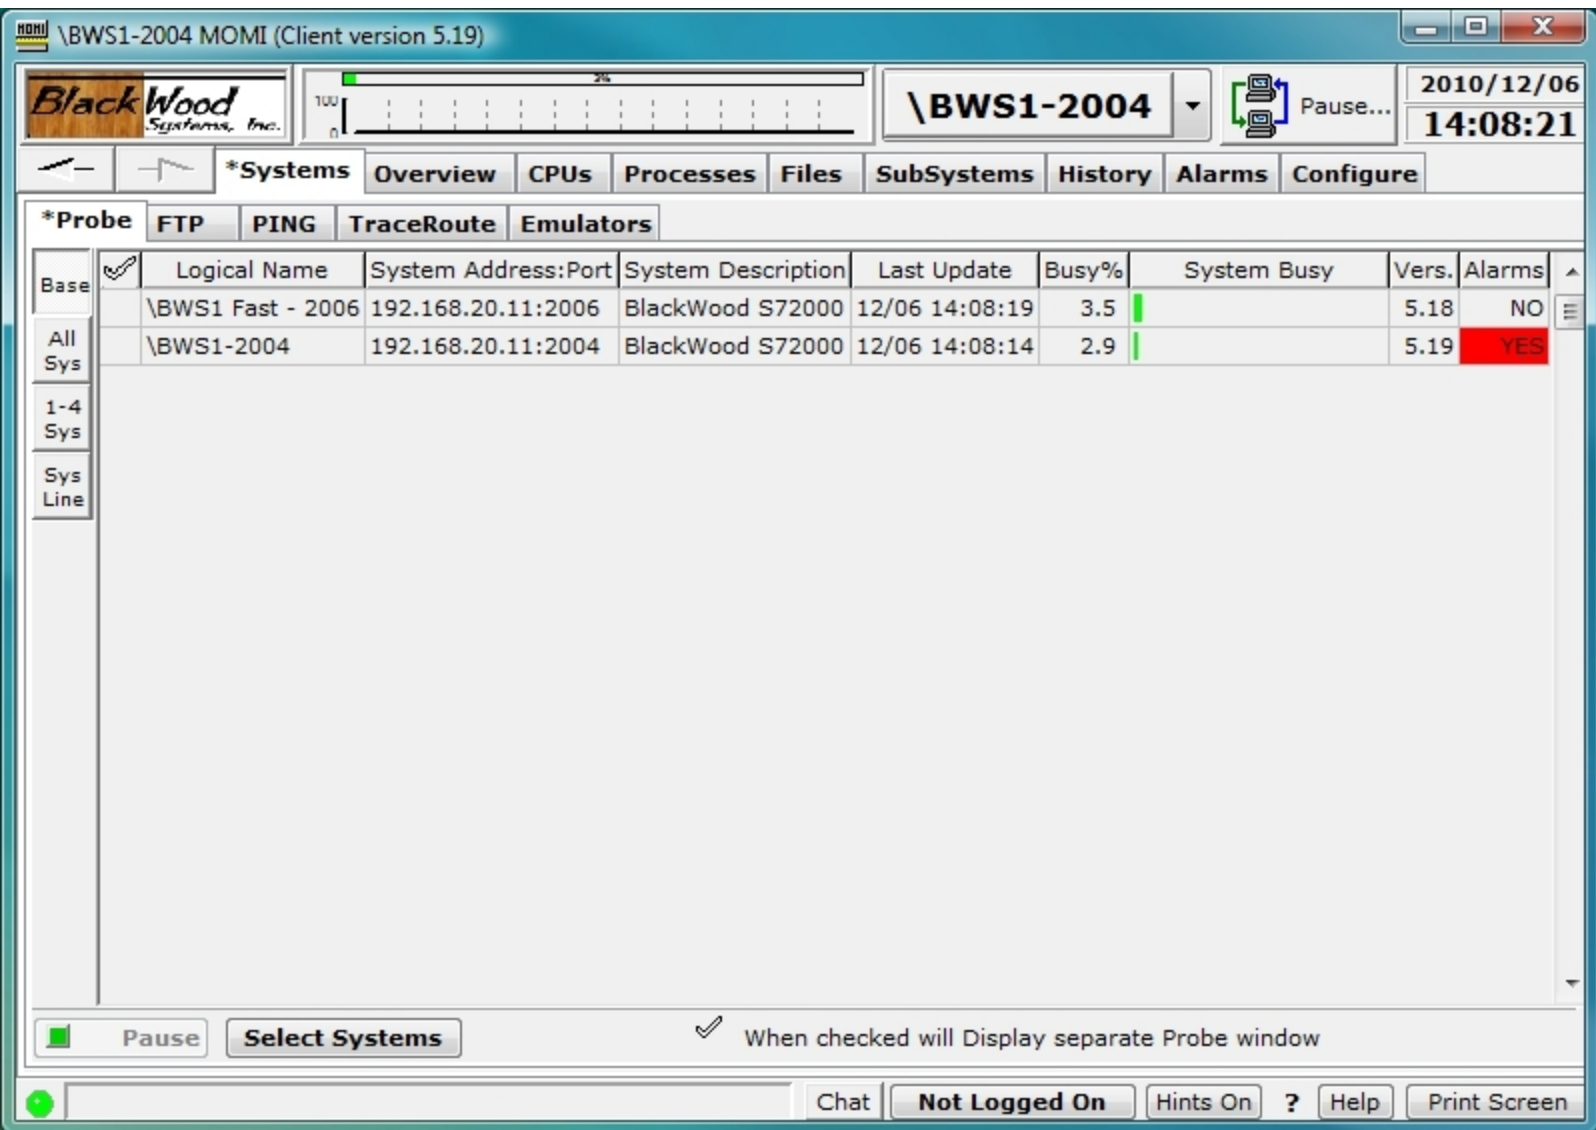 MOMI \BWS1-2004 MOMI (Client version 5.19)
BlackWood
Systems, Inc.
3%
100
0
\BWS1-2004
Pause...
2010/12/06
14:08:21
*Systems Overview CPUs Processes Files SubSystems History Alarms Configure
*Probe FTP PING TraceRoute Emulators
Base
All
Sys
1-4
Sys
Sys
Line
Logical Name System Address:Port System Description Last Update Busy% System Busy Vers. Alarms
\BWS1 Fast - 2006 192.168.20.11:2006 BlackWood S72000 12/06 14:08:19 3.5 5.18 NO
\BWS1-2004 192.168.20.11:2004 BlackWood S72000 12/06 14:08:14 2.9 5.19 YES
Pause Select Systems When checked will Display separate Probe window
Chat Not Logged On Hints On ? Help Print Screen